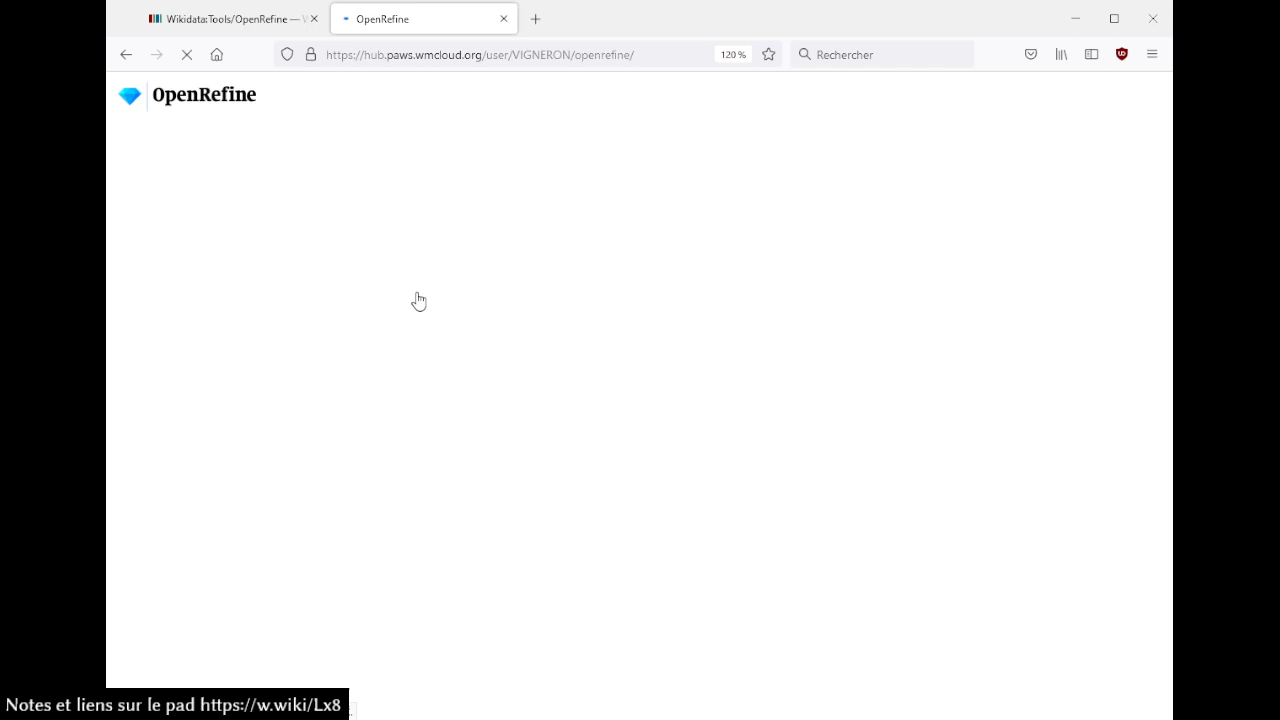 Wikidata:Tools/OpenRefine —
OpenRefine
https://hub.paws.wmcloud.org/user/VIGNERON/openrefine/
120 %
Rechercher
OpenRefine
Notes et liens sur le pad https://w.wiki/Lx8